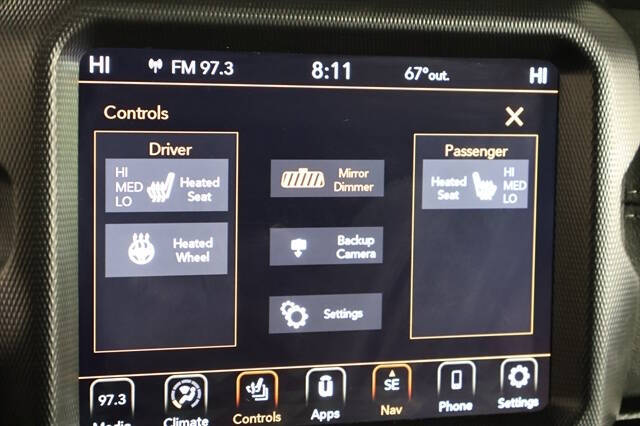 HI FM 97.3 8:11 67°out. HI
Controls
Driver
HI
MED
LO
Heated
Seat
Heated
Wheel
Mirror
Dimmer
Backup
Camera
Settings
Passenger
Heated
Seat
HI
MED
LO
97.3
Media
Climate
Controls
Apps
SE
Nav
Phone
Settings